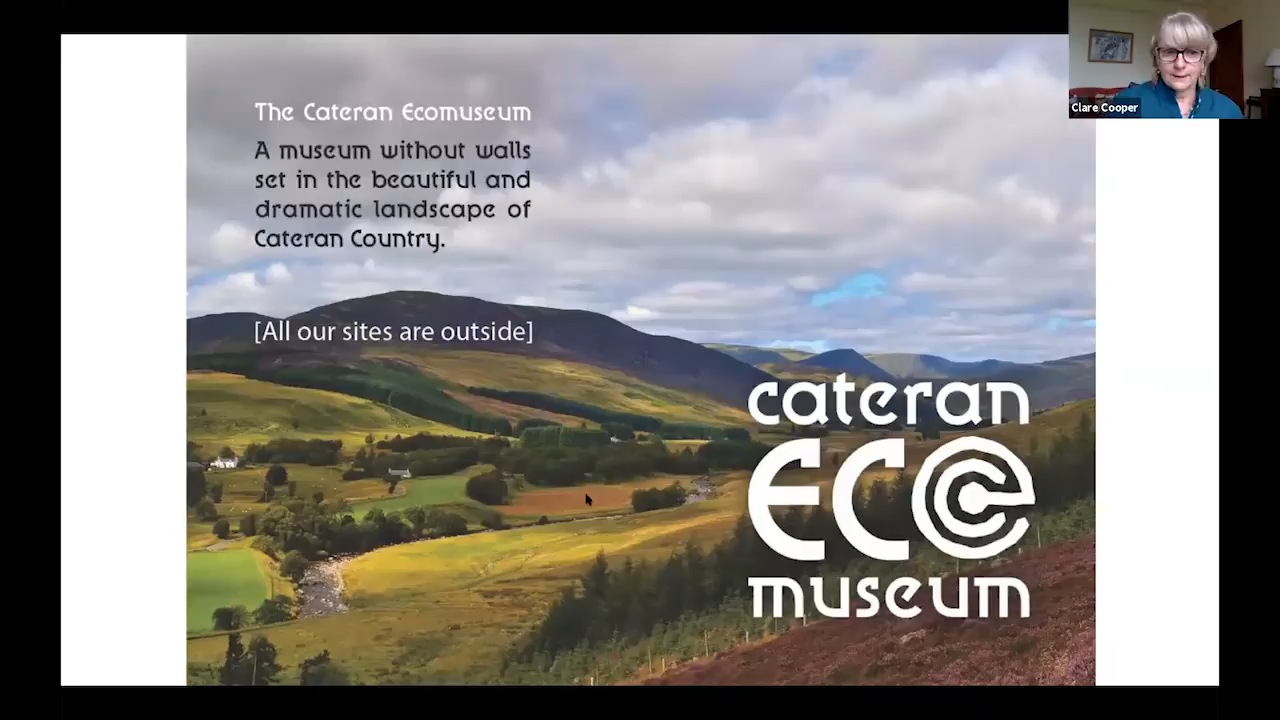 The Cateran Ecomuseum
A museum without walls
set in the beautiful and
dramatic landscape of
Cateran Country.
[All our sites are outside]
cateran
ECO
museum
Clare Cooper